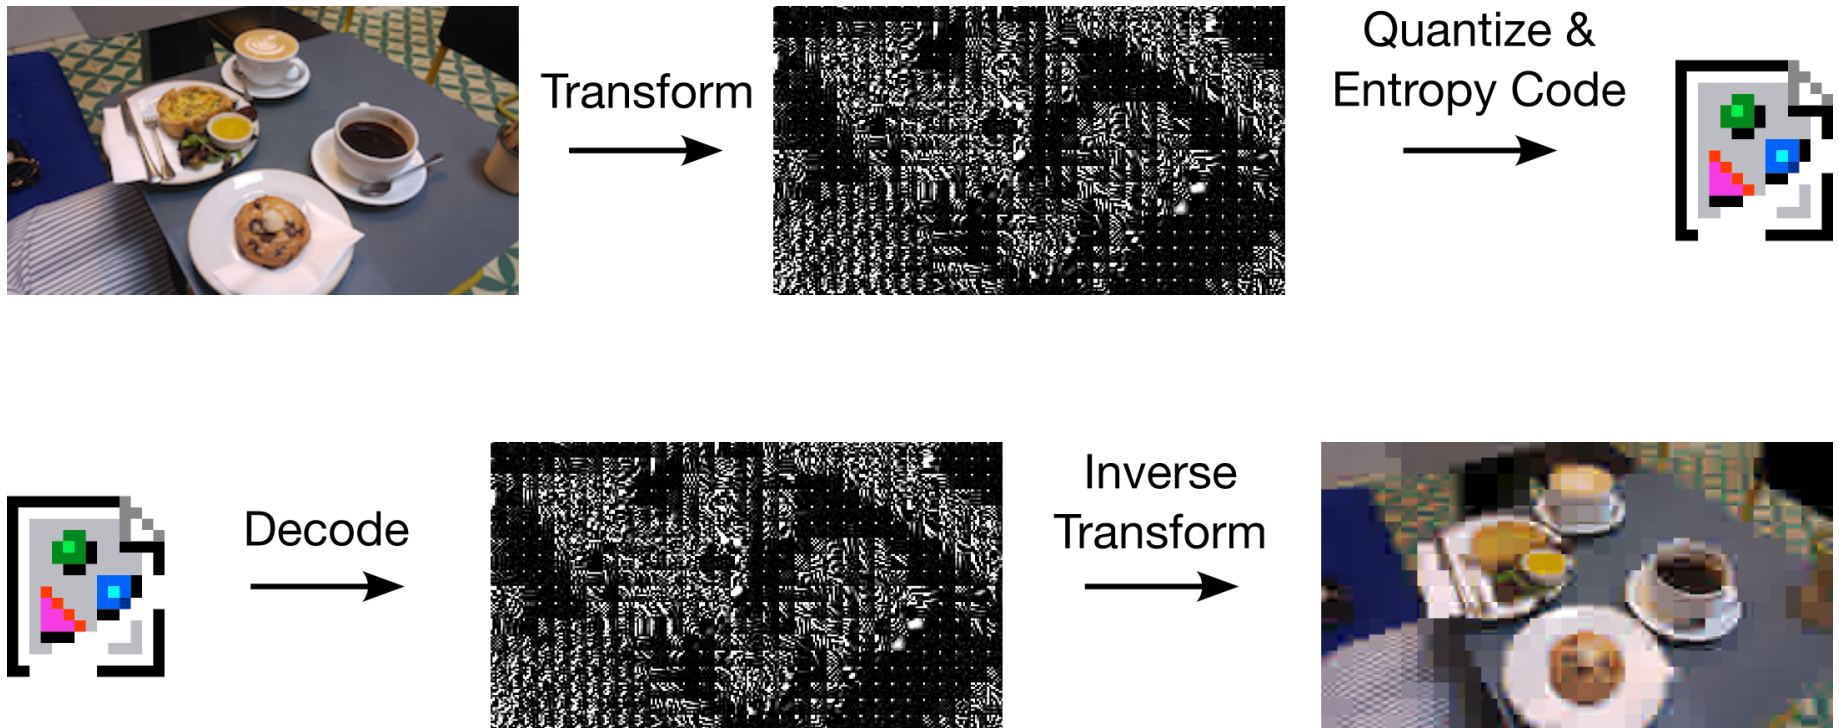 Transform
Quantize &
Entropy Code
Decode
Inverse
Transform